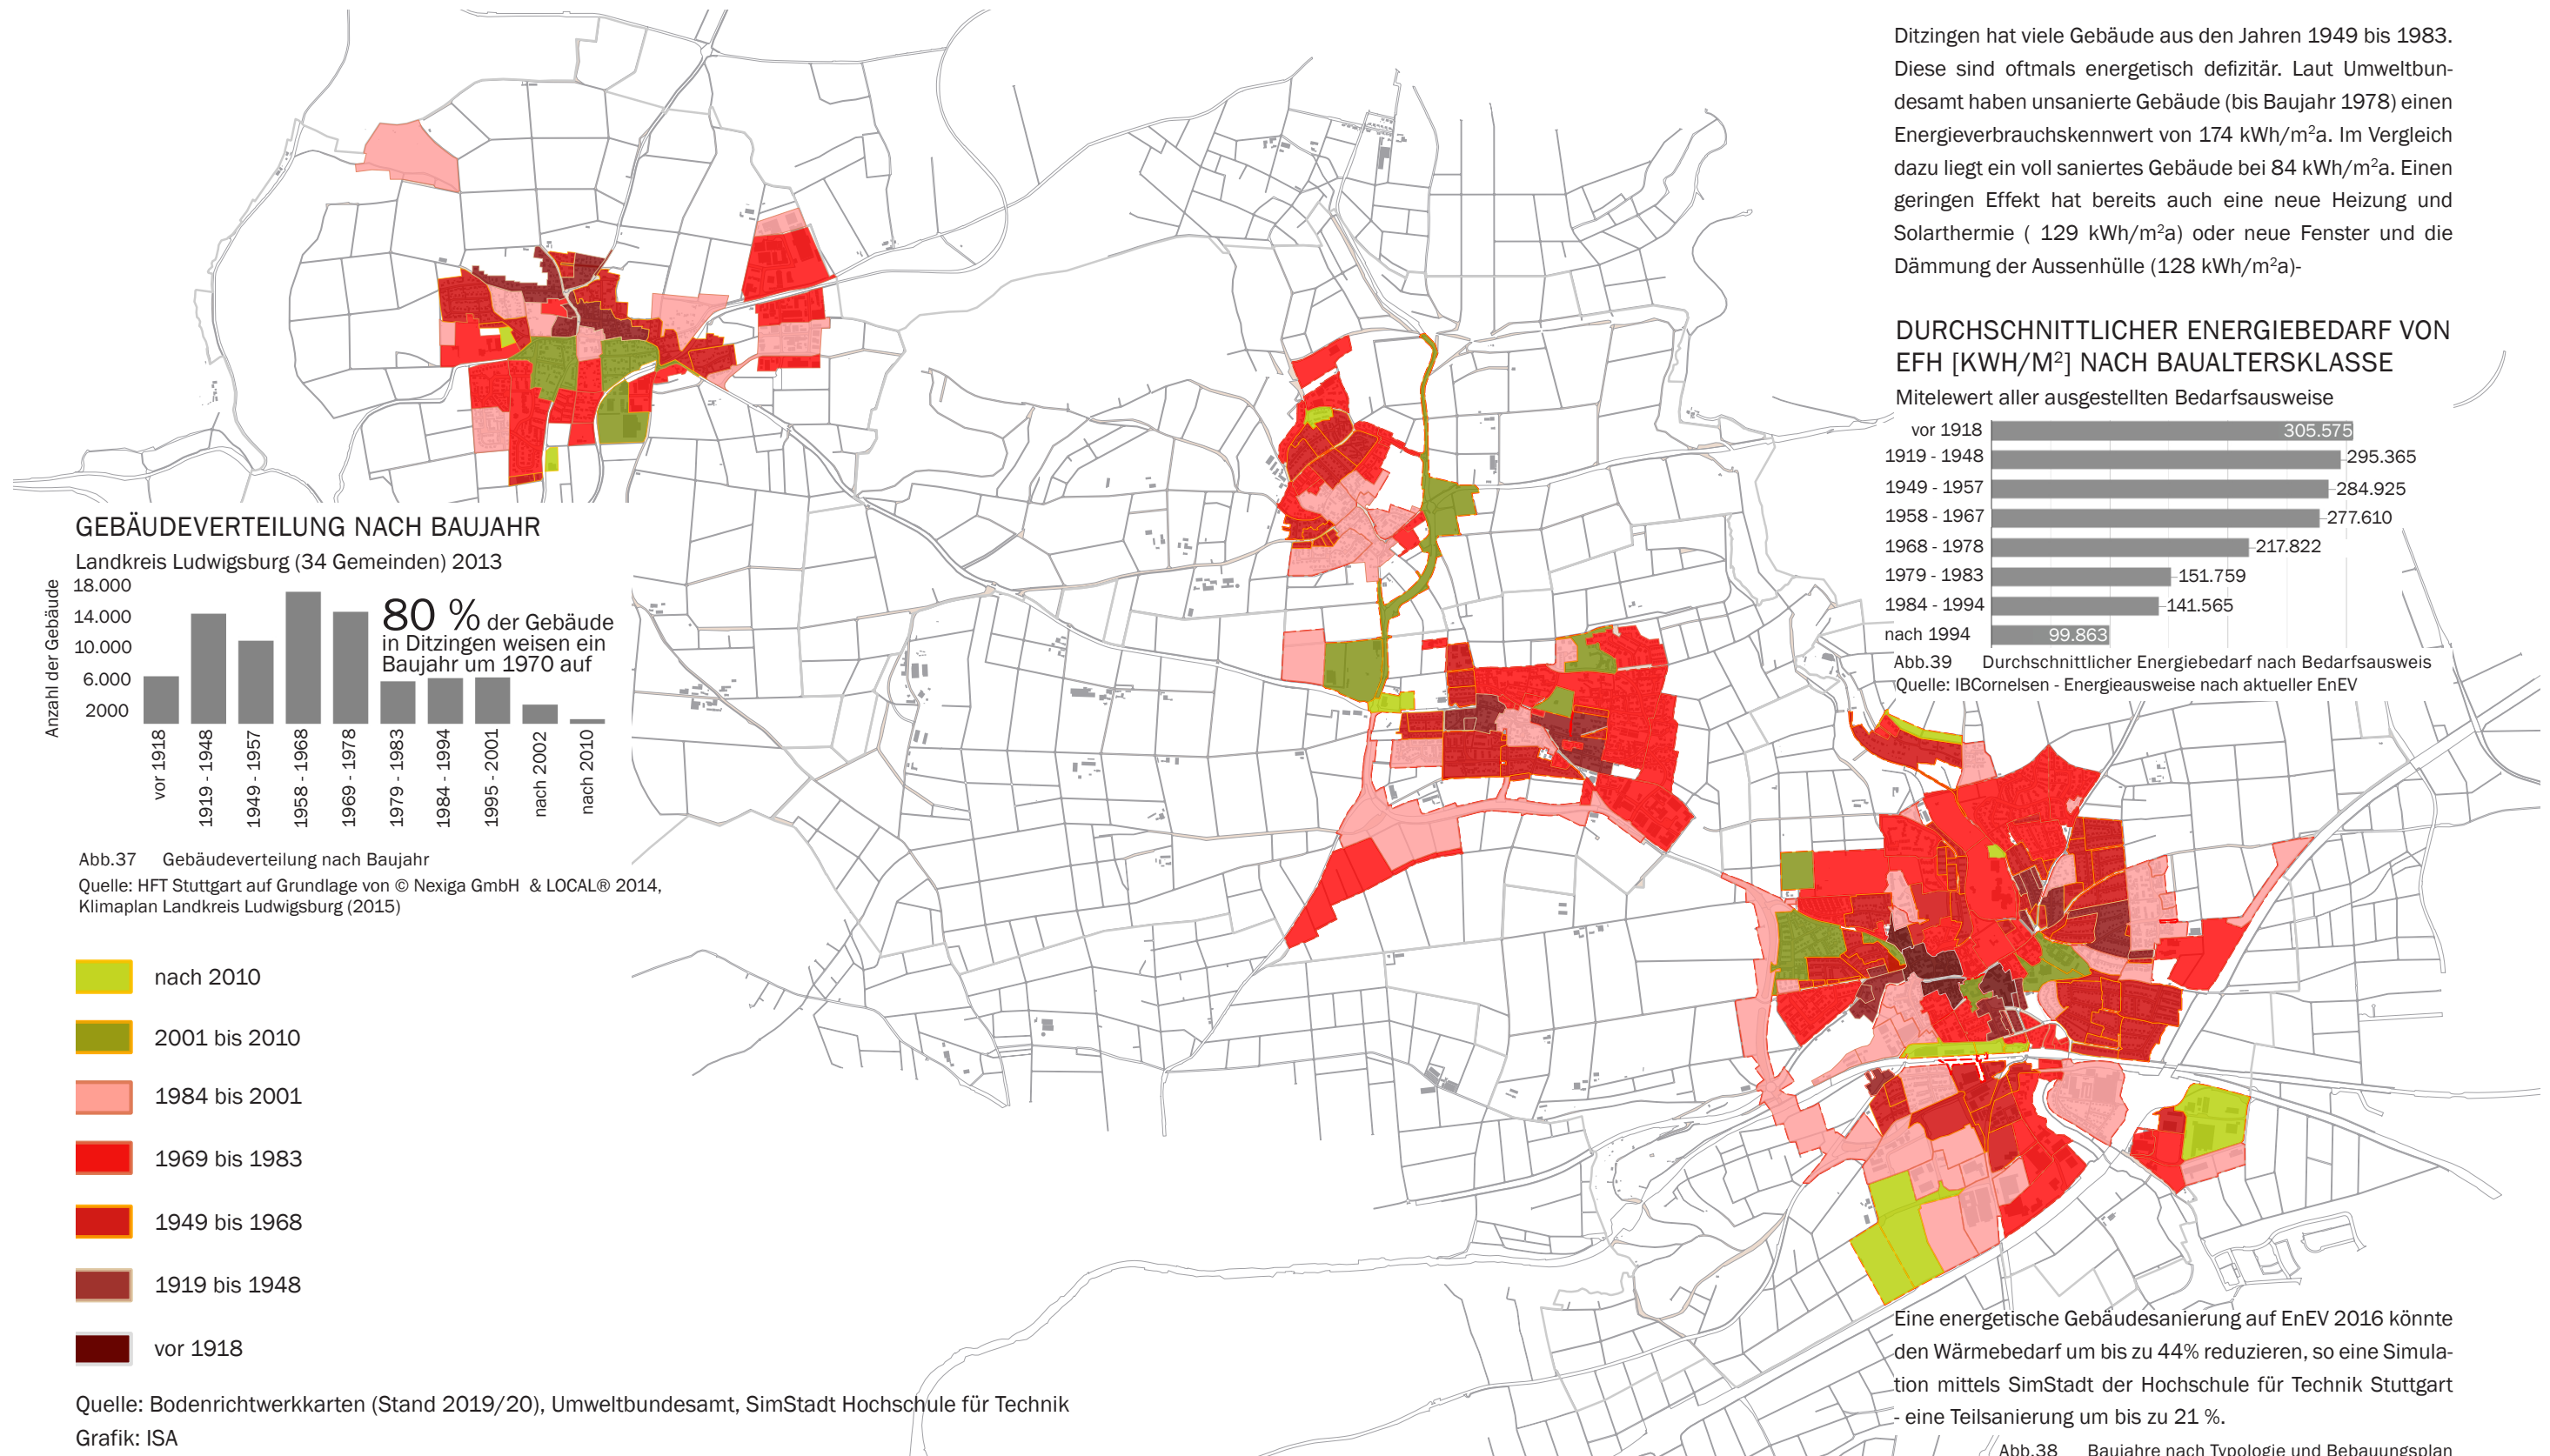 Ditzingen hat viele Gebäude aus den Jahren 1949 bis 1983.
Diese sind oftmals energetisch defizitär. Laut Umweltbun-
desamt haben unsanierte Gebäude (bis Baujahr 1978) einen
Energieverbrauchskennwert von 174 kWh/m²a. Im Vergleich
dazu liegt ein voll saniertes Gebäude bei 84 kWh/m²a. Einen
geringen Effekt hat bereits auch eine neue Heizung und
Solarthermie ( 129 kWh/m²a) oder neue Fenster und die
Dämmung der Aussenhülle (128 kWh/m²a)-
DURCHSCHNITTLICHER ENERGIEBEDARF VON
EFH [KWH/M²] NACH BAUALTERSKLASSE
Mitelewert aller ausgestellten Bedarfsausweise
vor 1918 305.575
1919 - 1948 295.365
1949 - 1957 284.925
1958 - 1967 277.610
1968 - 1978 217.822
1979 - 1983 151.759
1984 - 1994 141.565
nach 1994 99.863
Abb.39 Durchschnittlicher Energiebedarf nach Bedarfsausweis
Quelle: IBCornelsen - Energieausweise nach aktueller EnEV
GEBÄUDEVERTEILUNG NACH BAUJAHR
Landkreis Ludwigsburg (34 Gemeinden) 2013
Anzahl der Gebäude
18.000
14.000
10.000
6.000
2000
80 % der Gebäude
in Ditzingen weisen ein
Baujahr um 1970 auf
vor 1918
1919 - 1948
1949 - 1957
1958 - 1968
1969 - 1978
1979 - 1983
1984 - 1994
1995 - 2001
nach 2002
nach 2010
Abb.37 Gebäudeverteilung nach Baujahr
Quelle: HFT Stuttgart auf Grundlage von © Nexiga GmbH & LOCAL® 2014,
Klimaplan Landkreis Ludwigsburg (2015)
nach 2010
2001 bis 2010
1984 bis 2001
1969 bis 1983
1949 bis 1968
1919 bis 1948
vor 1918
Quelle: Bodenrichtwerkkarten (Stand 2019/20), Umweltbundesamt, SimStadt Hochschule für Technik
Grafik: ISA
Eine energetische Gebäudesanierung auf EnEV 2016 könnte
den Wärmebedarf um bis zu 44% reduzieren, so eine Simula-
tion mittels SimStadt der Hochschule für Technik Stuttgart
- eine Teilsanierung um bis zu 21 %.
Abb.38 Baujahre nach Typologie und Bebauungsplan